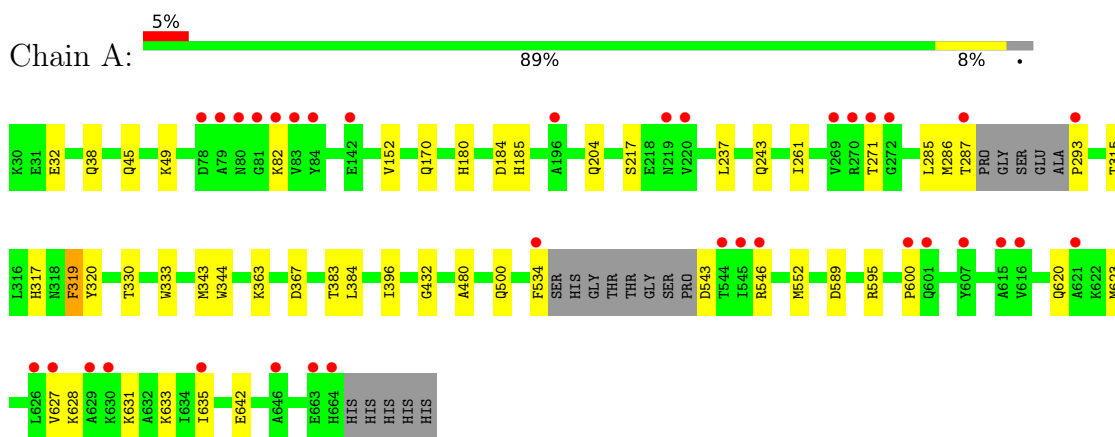 5%
Chain A:
89% 8% •
K30 E31 E32 Q38 Q45 K49 D78 A79 N80 G81 K82 V83 Y84 E142 V152 Q170 H180 D184 H185 A196 Q204 S217 E218 N219 V220 L237 Q243 I261 V269 R270 T271 G272 L285 M286 T287 PRO GLY SER GLU ALA P293 T315
L316 H317 N318 F319 Y320 T330 W333 M343 W344 K363 D367 T383 L384 I396 G432 A480 Q500 F534 SER HIS GLY THR THR GLY SER PRO D543 T544 I545 R546 M552 D589 R595 P600 Q601 Y607 A615 V616 Q620 A621 K622 M623
L626 V627 K628 A629 K630 K631 A632 K633 I634 I635 E642 A646 E663 H664 HIS HIS HIS HIS HIS